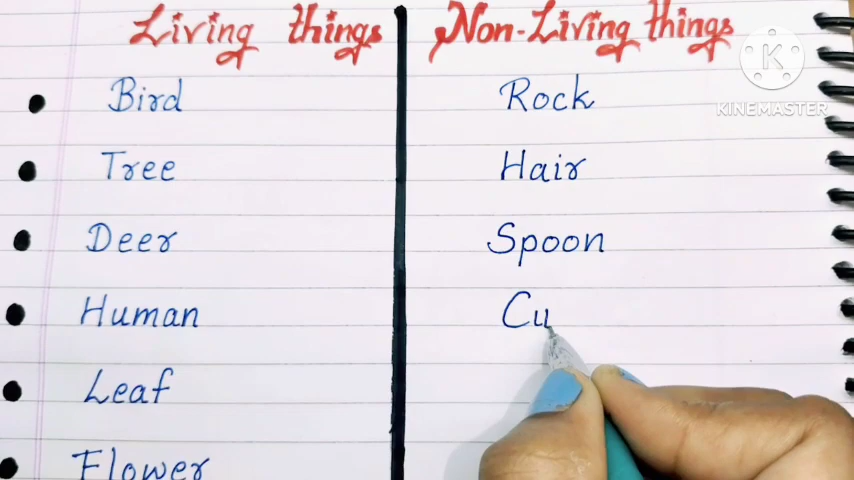 Living things Non-Living things
K
KINEMASTER
Bird Rock
Tree Hair
Deer Spoon
Human Cu
Leaf
Flower